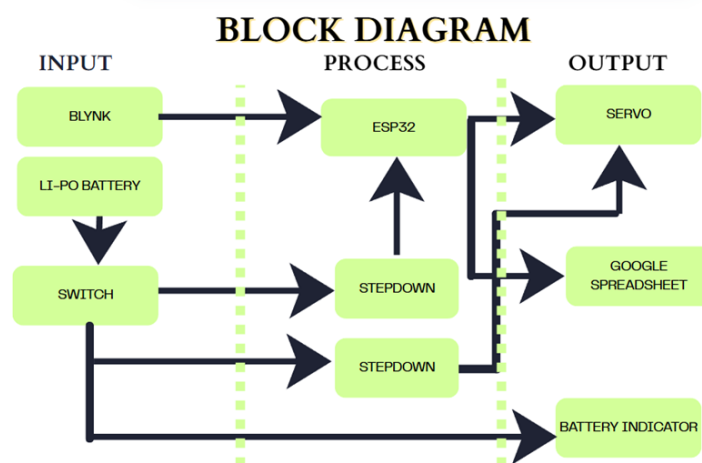 BLOCK DIAGRAM
INPUT
PROCESS
OUTPUT
BLYNK
ESP32
SERVO
LI-PO BATTERY
SWITCH
STEPDOWN
GOOGLE
SPREADSHEET
STEPDOWN
BATTERY INDICATOR